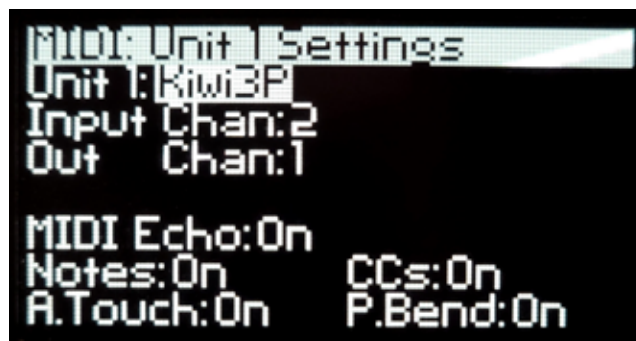 MIDI: Unit 1 Settings
Unit 1: Kiwi3P
Input Chan:2
Out Chan:1
MIDI Echo:On
Notes:On CCs:On
A.Touch:On P.Bend:On